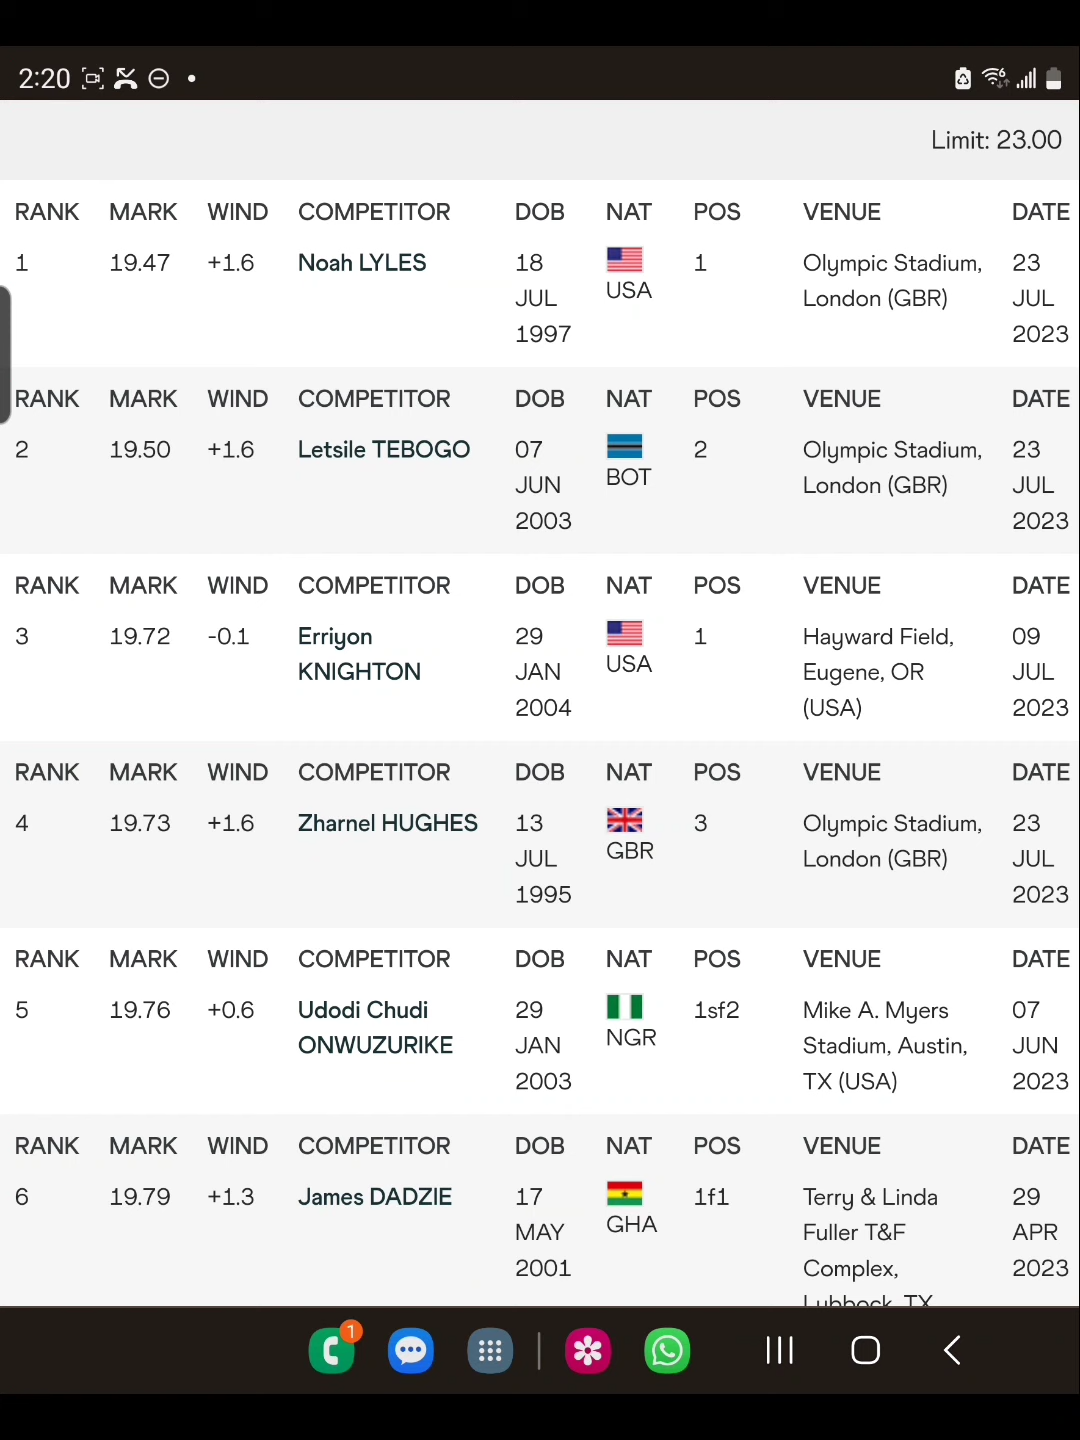 2:20
Limit: 23.00
RANK MARK WIND COMPETITOR DOB NAT POS VENUE DATE
1 19.47 +1.6 Noah LYLES 18 JUL 1997 USA 1 Olympic Stadium, London (GBR) 23 JUL 2023
RANK MARK WIND COMPETITOR DOB NAT POS VENUE DATE
2 19.50 +1.6 Letsile TEBOGO 07 JUN 2003 BOT 2 Olympic Stadium, London (GBR) 23 JUL 2023
RANK MARK WIND COMPETITOR DOB NAT POS VENUE DATE
3 19.72 -0.1 Erriyon KNIGHTON 29 JAN 2004 USA 1 Hayward Field, Eugene, OR (USA) 09 JUL 2023
RANK MARK WIND COMPETITOR DOB NAT POS VENUE DATE
4 19.73 +1.6 Zharnel HUGHES 13 JUL 1995 GBR 3 Olympic Stadium, London (GBR) 23 JUL 2023
RANK MARK WIND COMPETITOR DOB NAT POS VENUE DATE
5 19.76 +0.6 Udodi Chudi ONWUZURIKE 29 JAN 2003 NGR 1sf2 Mike A. Myers Stadium, Austin, TX (USA) 07 JUN 2023
RANK MARK WIND COMPETITOR DOB NAT POS VENUE DATE
6 19.79 +1.3 James DADZIE 17 MAY 2001 GHA 1f1 Terry & Linda Fuller T&F Complex, Lubbock, TX 29 APR 2023
1